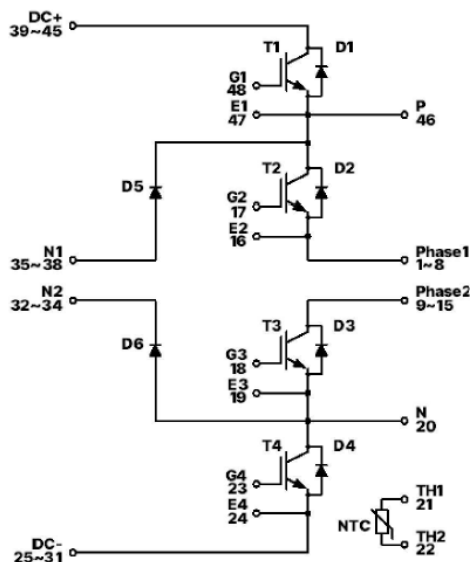 DC+
39~45
T1
D1
G1
48
E1
47
P
46
D5
T2
D2
G2
17
E2
16
N1
35~38
Phase1
1~8
N2
32~34
Phase2
9~15
D6
T3
D3
G3
18
E3
19
N
20
T4
D4
G4
23
E4
24
TH1
21
NTC
TH2
22
DC-
25~31